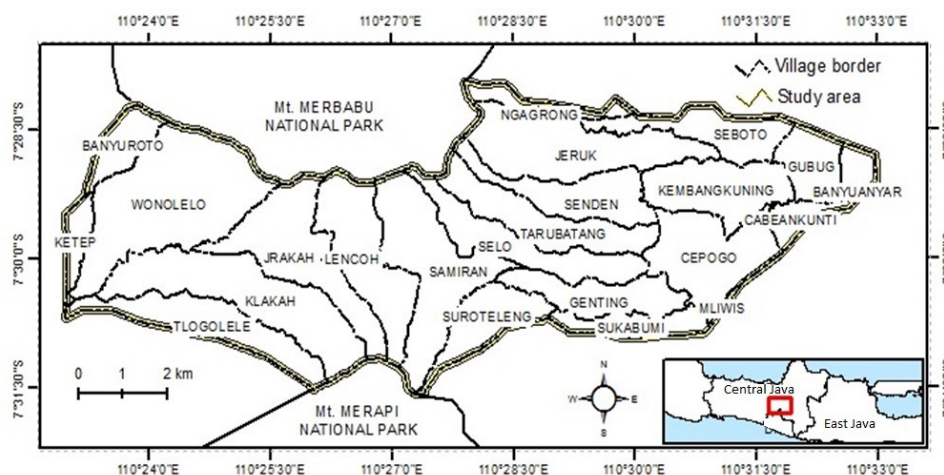 110°24'0"E 110°25'30"E 110°27'0"E 110°28'30"E 110°30'0"E 110°31'30"E 110°33'0"E
Village border
Study area
Mt. MERBABU
NATIONAL PARK
7°28'30"S
NGAGRONG
SEBOTO
BANYUROTO
JERUK
GUBUG
KEMBANGKUNING
BANYUANYAR
WONOLELO
SENDEN
CABEANKUNTI
TARUBATANG
KETEP
SELO
7°30'0"S
JRAKAH
LENCOH
CEPOGO
SAMIRAN
KLAKAH
GENTING
MLIWIS
SUROTELENG
TLOGOLELE
SUKABUMI
0 1 2 km
7°31'30"S
N
W E
S
Central Java
East Java
Mt. MERAPI
NATIONAL PARK
110°24'0"E 110°25'30"E 110°27'0"E 110°28'30"E 110°30'0"E 110°31'30"E 110°33'0"E